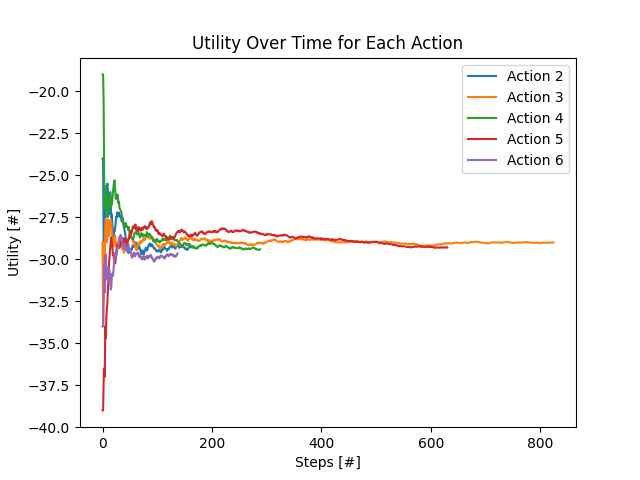 Utility Over Time for Each Action
Action 2
Action 3
Action 4
Action 5
Action 6
−20.0
−22.5
−25.0
−27.5
−30.0
−32.5
−35.0
−37.5
−40.0
Utility [#]
0 200 400 600 800
Steps [#]